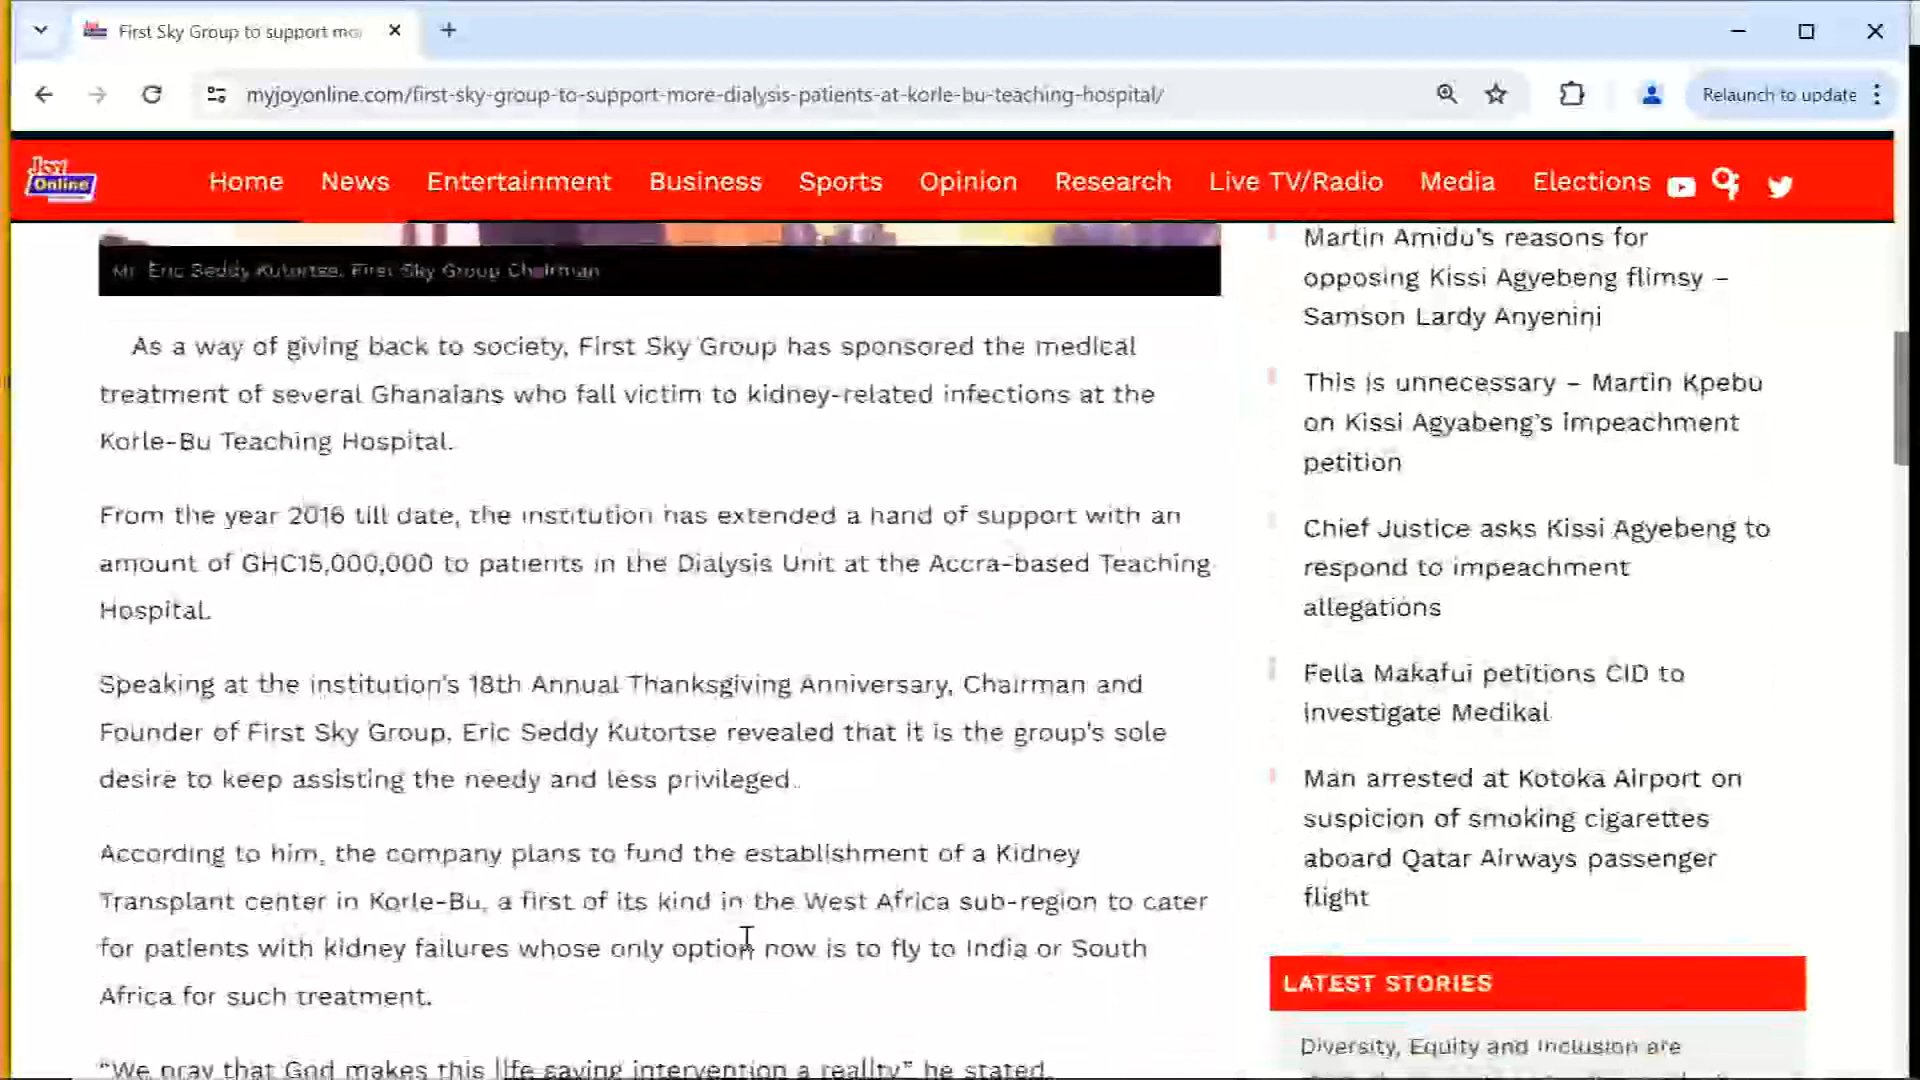 First Sky Group to support mo
myjoyonline.com/first-sky-group-to-support-more-dialysis-patients-at-korle-bu-teaching-hospital/
Relaunch to update
Joy Online
Home News Entertainment Business Sports Opinion Research Live TV/Radio Media Elections
Mr. Eric Seddy Kutortse, First Sky Group Chairman
As a way of giving back to society, First Sky Group has sponsored the medical
treatment of several Ghanaians who fall victim to kidney-related infections at the
Korle-Bu Teaching Hospital.
From the year 2016 till date, the institution has extended a hand of support with an
amount of GHC15,000,000 to patients in the Dialysis Unit at the Accra-based Teaching
Hospital.
Speaking at the institution's 18th Annual Thanksgiving Anniversary, Chairman and
Founder of First Sky Group, Eric Seddy Kutortse revealed that it is the group's sole
desire to keep assisting the needy and less privileged..
According to him, the company plans to fund the establishment of a Kidney
Transplant center in Korle-Bu, a first of its kind in the West Africa sub-region to cater
for patients with kidney failures whose only option now is to fly to India or South
Africa for such treatment.
"We pray that God makes this life saving intervention a reality" he stated.
Martin Amidu's reasons for
opposing Kissi Agyebeng flimsy –
Samson Lardy Anyenini
This is unnecessary – Martin Kpebu
on Kissi Agyabeng's impeachment
petition
Chief Justice asks Kissi Agyebeng to
respond to impeachment
allegations
Fella Makafui petitions CID to
investigate Medikal
Man arrested at Kotoka Airport on
suspicion of smoking cigarettes
aboard Qatar Airways passenger
flight
LATEST STORIES
Diversity, Equity and Inclusion are